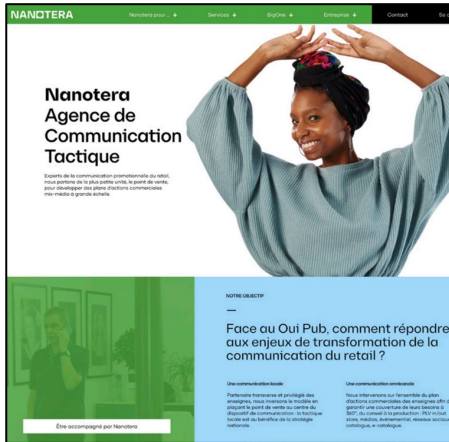 NANOTERA
Nanotera pour ... +
Services +
SigOne +
Entreprise +
Contact
Se c
Nanotera
Agence de
Communication
Tactique
Experts de la communication promotionnelle du retail,
nous partons de la plus petite unité, le point de vente,
pour développer des plans d'actions commerciales
mix-média à grande échelle.
NOTRE OBJECTIF
—
Face au Oui Pub, comment répondre
aux enjeux de transformation de la
communication du retail ?
Une communication locale
Partenaire transverse et privilégié des
enseignes, nous inversons le modèle en
plaçant le point de vente au centre du
dispositif de communication : la tactique
locale est au bénéfice de la stratégie
nationale.
Une communication omnicanale
Nous intervenons sur l'ensemble du plan
d'actions commerciales des enseignes afin d
garantir une couverture de leurs besoins à
360°, du conseil à la production : PLV in/out
store, médias, événementiel, réseaux sociaux
catalogue, e-catalogue.
Être accompagné par Nanotera